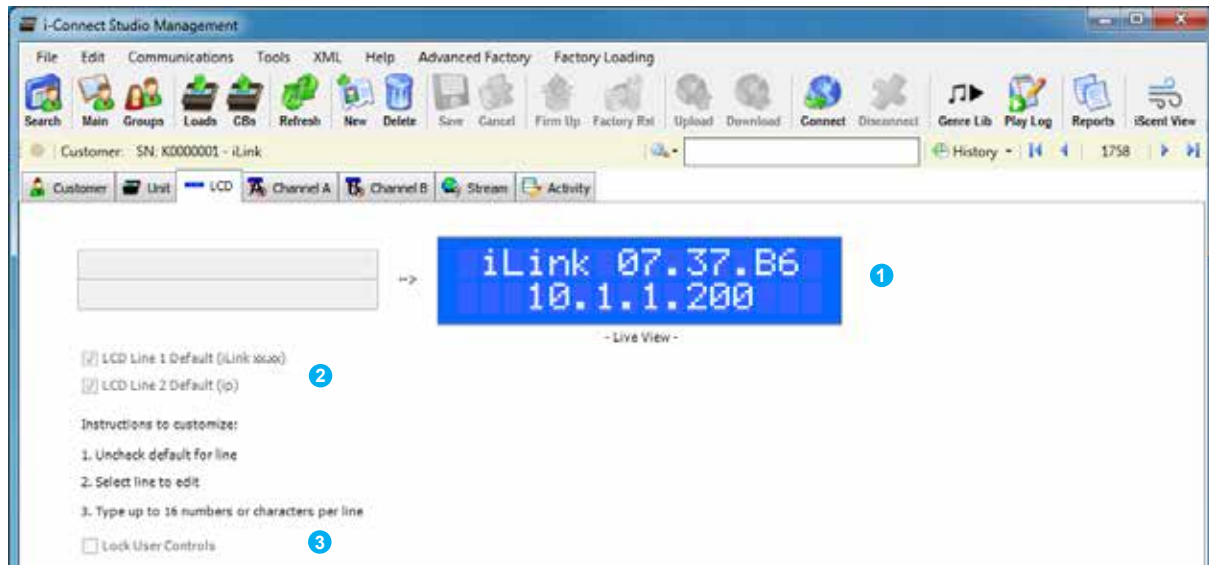 i-Connect Studio Management
File Edit Communications Tools XML Help Advanced Factory Factory Loading
Search Main Groups Loads CBs Refresh New Delete Save Cancel Firm Up Factory Rst Upload Download Connect Disconnect Genre Lib Play Log Reports iScent View
Customer: SN: K0000001 - iLink History 1758
Customer Unit LCD Channel A Channel B Stream Activity
--> iLink 07.37.B6 1
10.1.1.200
- Live View -
LCD Line 1 Default (iLink xx.xx)
2
LCD Line 2 Default (ip)
Instructions to customize:
1. Uncheck default for line
2. Select line to edit
3. Type up to 16 numbers or characters per line
Lock User Controls 3